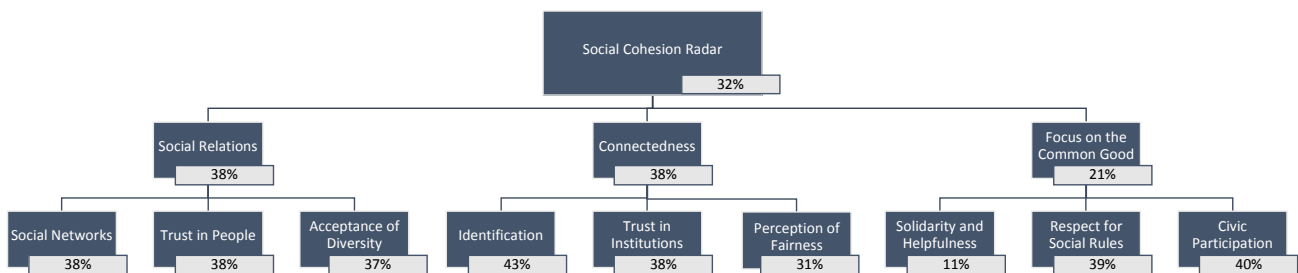 Social Cohesion Radar
32%
Social Relations
38%
Connectedness
38%
Focus on the
Common Good
21%
Social Networks
38%
Trust in People
38%
Acceptance of
Diversity
37%
Identification
43%
Trust in
Institutions
38%
Perception of
Fairness
31%
Solidarity and
Helpfulness
11%
Respect for
Social Rules
39%
Civic
Participation
40%